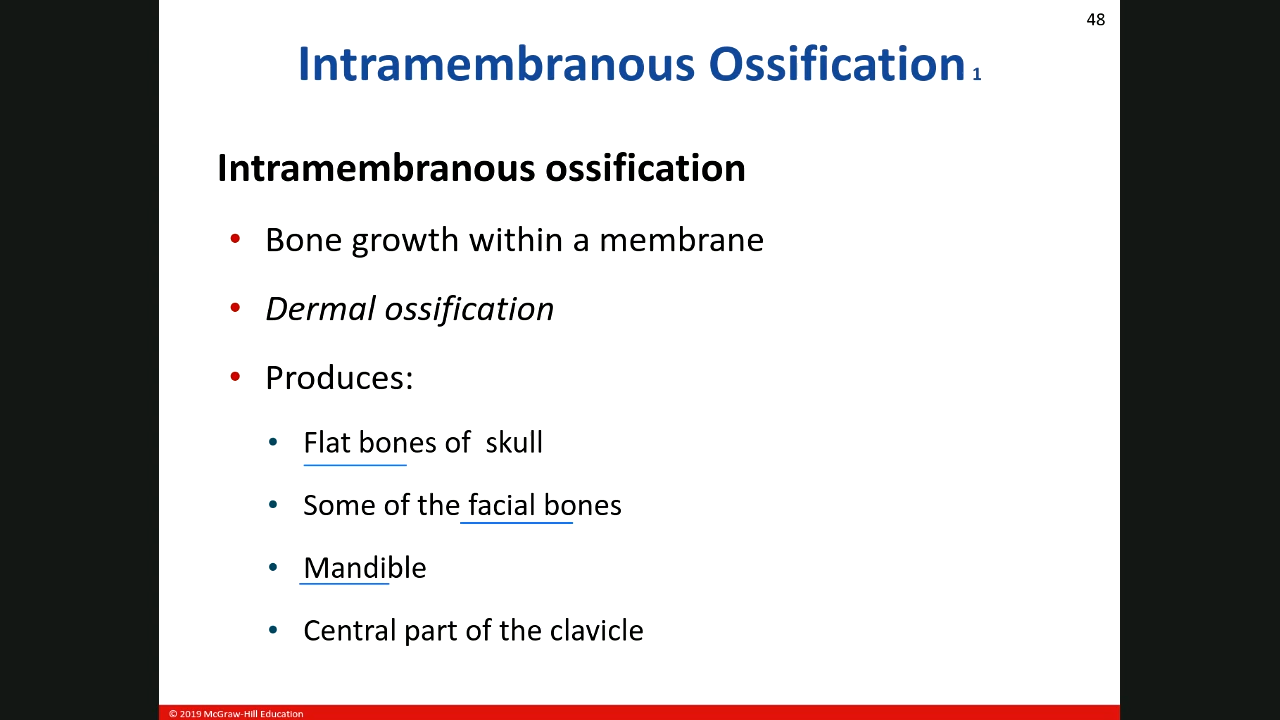 48
Intramembranous Ossification 1
Intramembranous ossification
• Bone growth within a membrane
• Dermal ossification
• Produces:
• Flat bones of  skull
• Some of the facial bones
• Mandible
• Central part of the clavicle
© 2019 McGraw-Hill Education